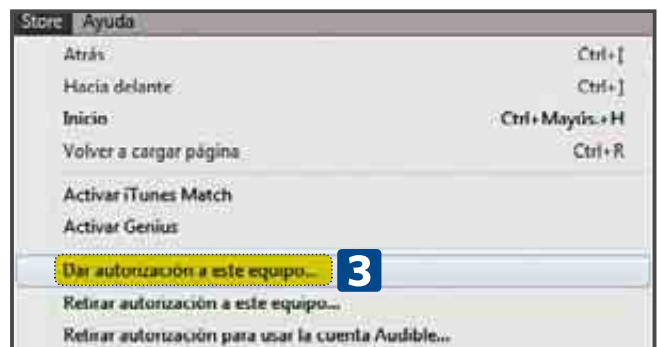 Store Ayuda
Atrás Ctrl+[
Hacia delante Ctrl+]
Inicio Ctrl+Mayús.+H
Volver a cargar página Ctrl+R
Activar iTunes Match
Activar Genius
Dar autorización a este equipo... 3
Retirar autorización a este equipo...
Retirar autorización para usar la cuenta Audible...